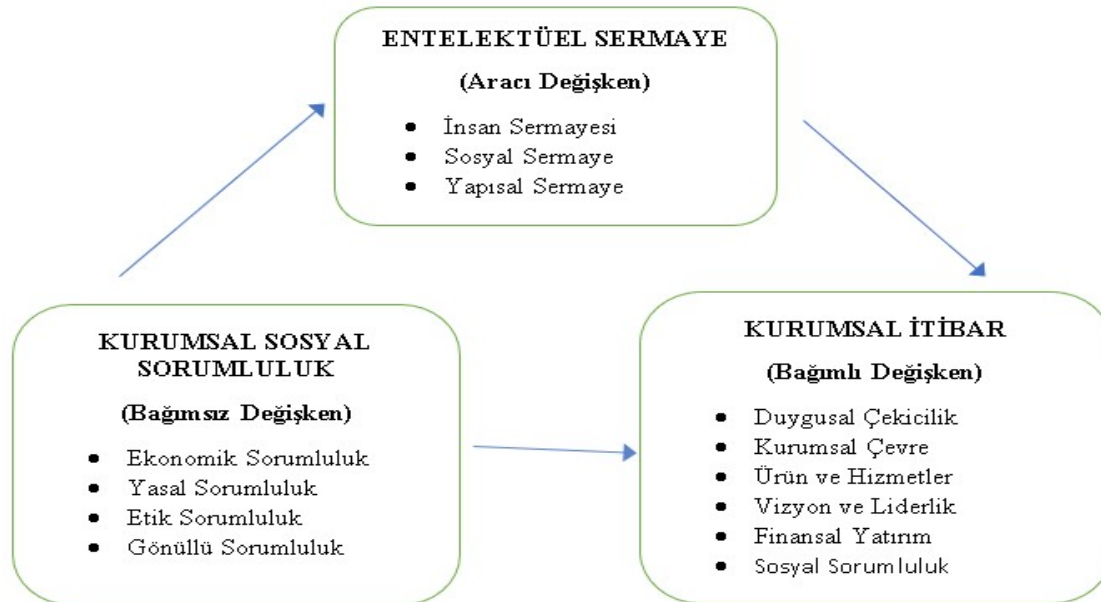 ENTELEKTÜEL SERMAYE
(Aracı Değişken)
• İnsan Sermayesi
• Sosyal Sermaye
• Yapısal Sermaye
KURUMSAL SOSYAL
SORUMLULUK
(Bağımsız Değişken)
• Ekonomik Sorumluluk
• Yasal Sorumluluk
• Etik Sorumluluk
• Gönüllü Sorumluluk
KURUMSAL İTİBAR
(Bağımlı Değişken)
• Duygusal Çekicilik
• Kurumsal Çevre
• Ürün ve Hizmetler
• Vizyon ve Liderlik
• Finansal Yatırım
• Sosyal Sorumluluk